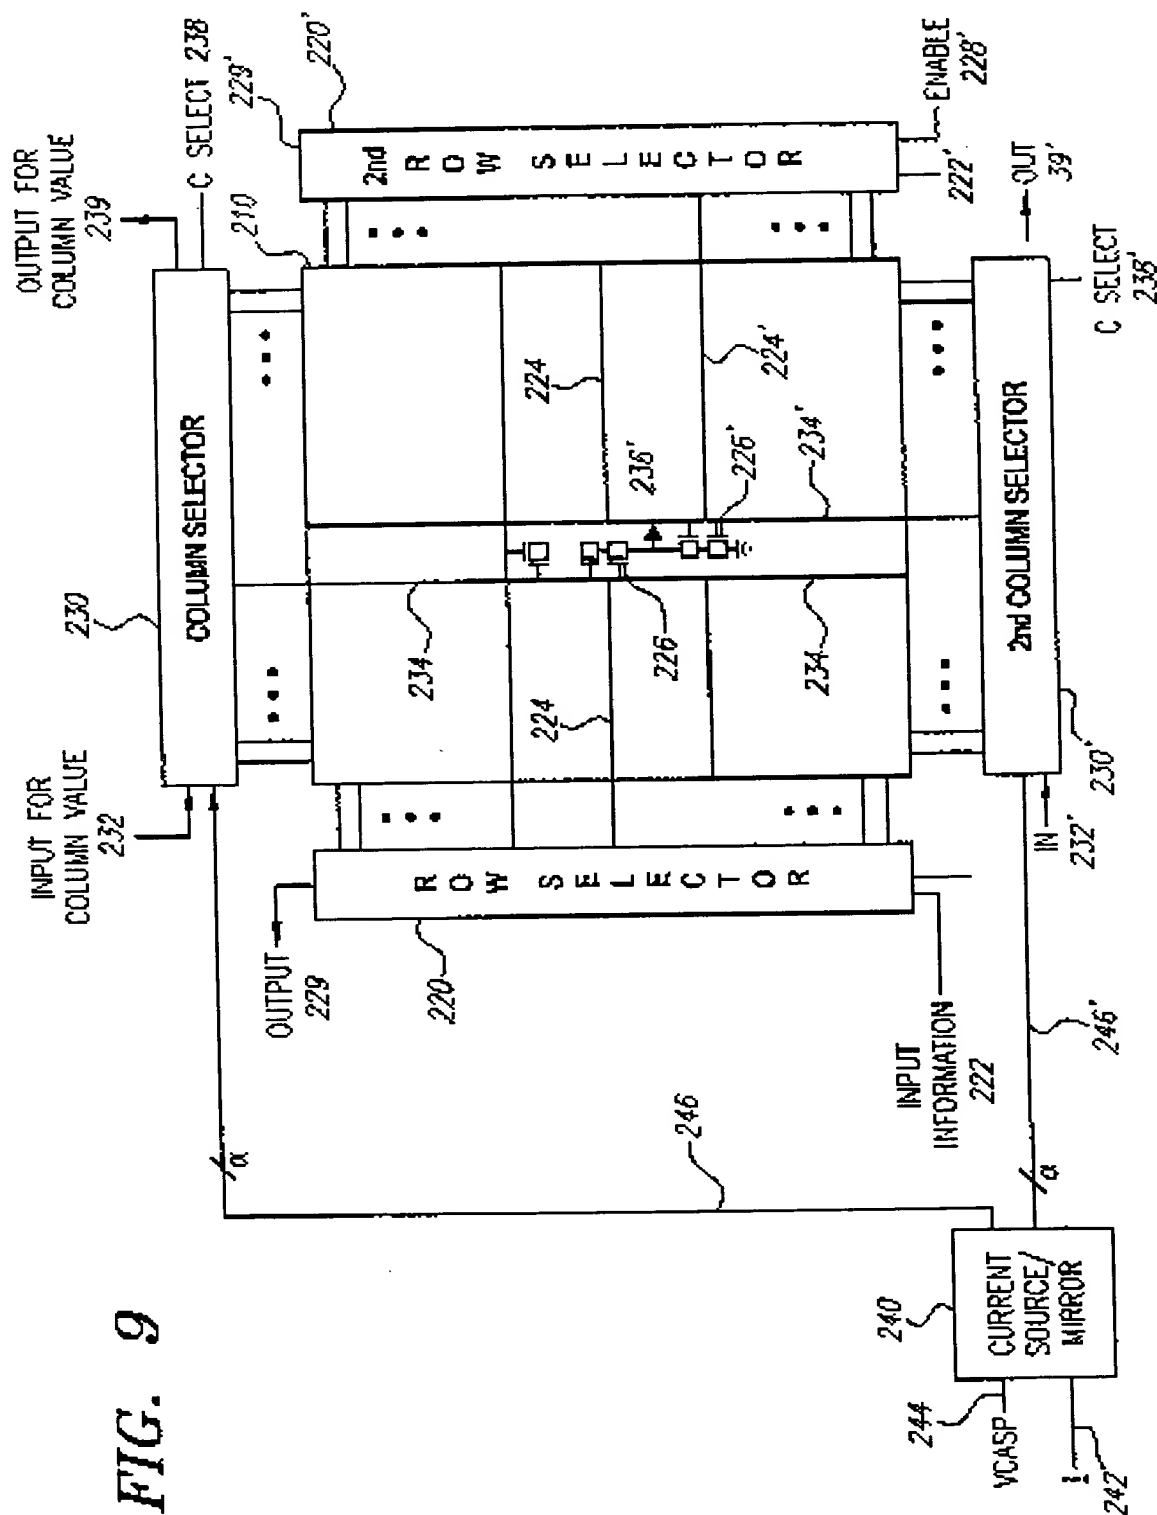 FIG. 9
OUTPUT FOR
COLUMN VALUE
239
C SELECT 238
229'
220'
210
230
COLUMN SELECTOR
INPUT FOR
COLUMN VALUE
232
2nd
ROW SELECTOR
ENABLE
228'
222'
OUT
39'
C SELECT
238'
224
224'
236'
226'
234'
234
226
234
224
2nd COLUMN SELECTOR
230'
IN
232'
ROW SELECTOR
OUTPUT
229
220
INPUT
INFORMATION
222
246
246'
α
α
240
CURRENT
SOURCE/
MIRROR
244
VCASP
242